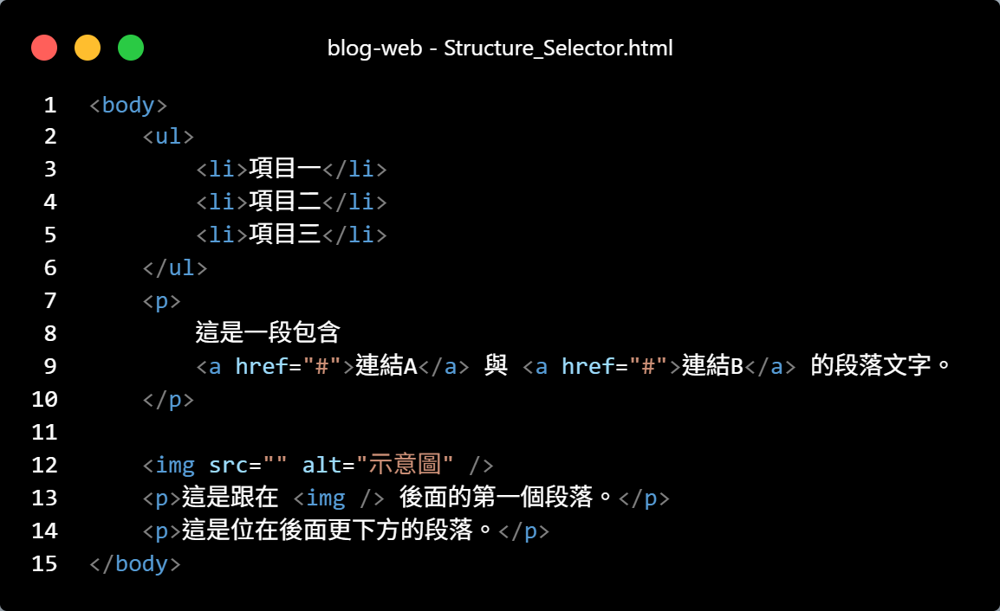 blog-web - Structure_Selector.html
1 <body>
2     <ul>
3         <li>項目一</li>
4         <li>項目二</li>
5         <li>項目三</li>
6     </ul>
7     <p>
8         這是一段包含
9         <a href="#">連結A</a> 與 <a href="#">連結B</a> 的段落文字。
10     </p>
11
12     <img src="" alt="示意圖" />
13     <p>這是跟在 <img /> 後面的第一個段落。</p>
14     <p>這是位在後面更下方的段落。</p>
15 </body>